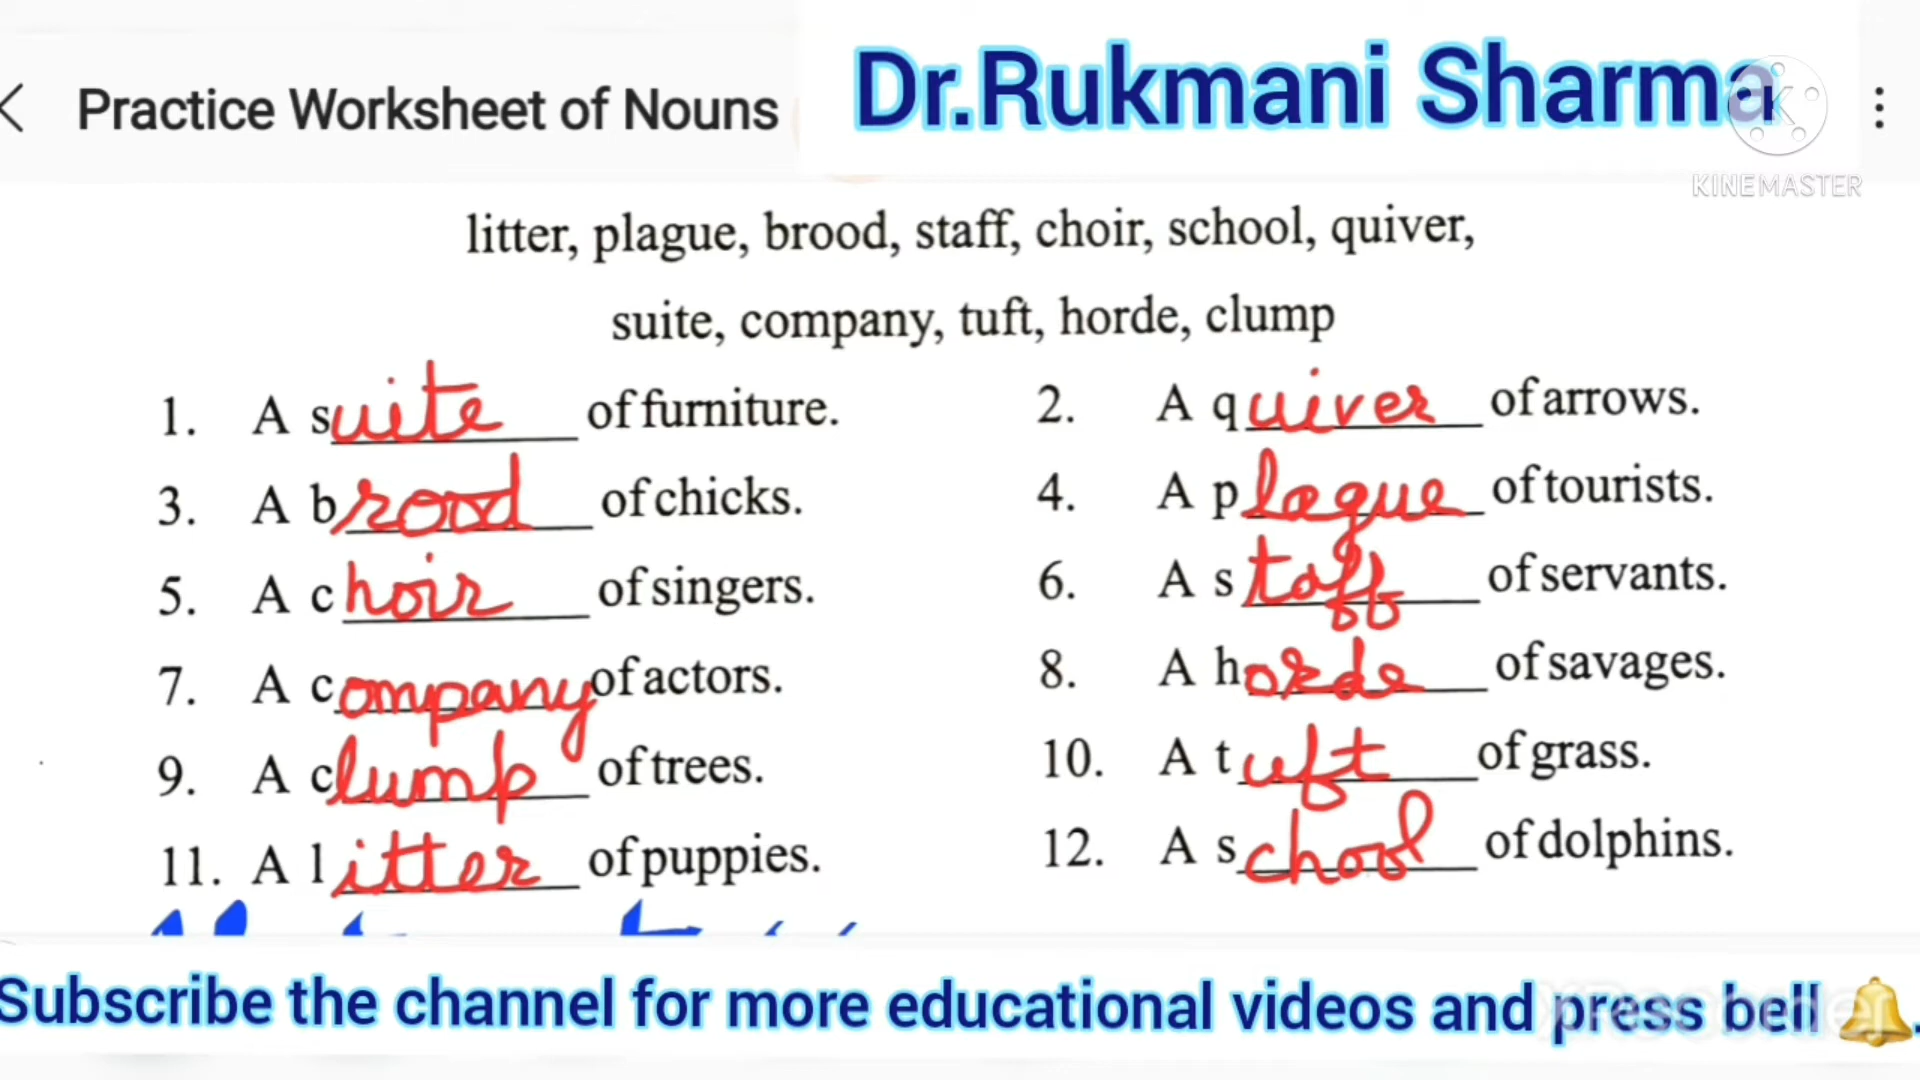 Practice Worksheet of Nouns
Dr.Rukmani Sharma
KINEMASTER
litter, plague, brood, staff, choir, school, quiver,
suite, company, tuft, horde, clump
1. A suite of furniture. 2. A quiver of arrows.
3. A brood of chicks. 4. A plague of tourists.
5. A choir of singers. 6. A staff of servants.
7. A company of actors. 8. A horde of savages.
9. A clump of trees. 10. A tuft of grass.
11. A litter of puppies. 12. A school of dolphins.
Subscribe the channel for more educational videos and press bell 🔔.